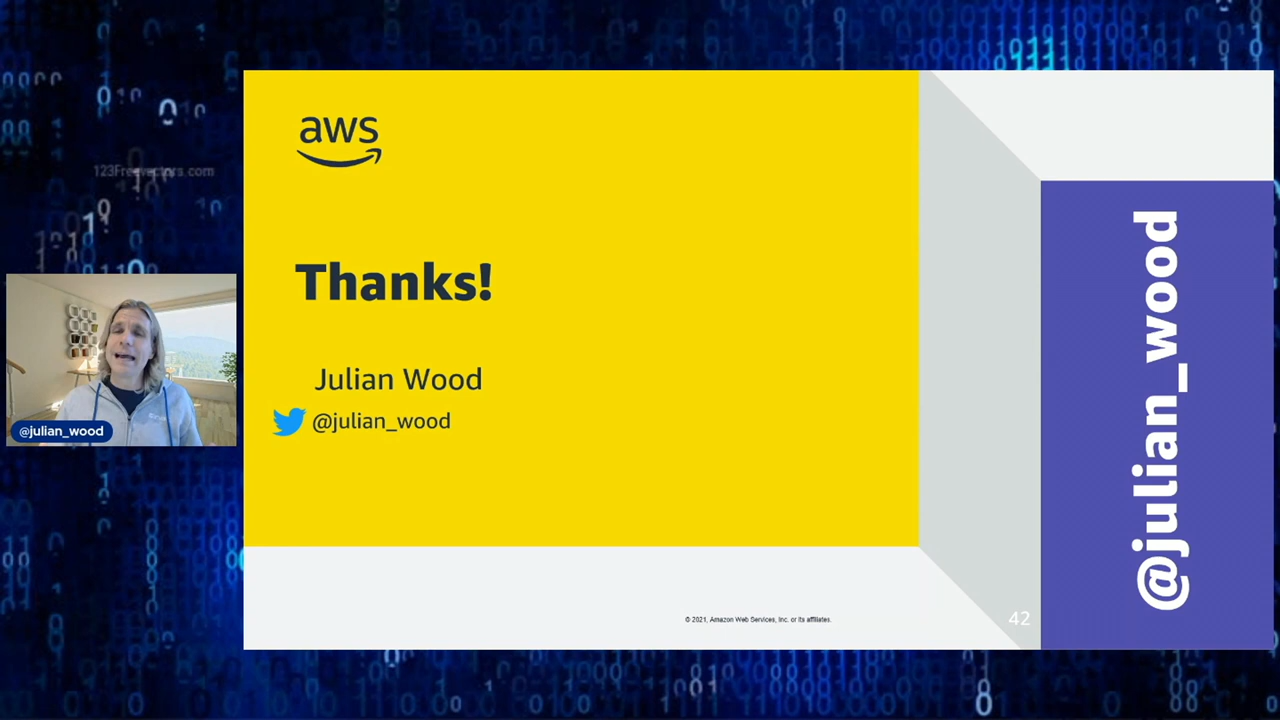 123Freevectors.com
aws
Thanks!
Julian Wood
@julian_wood
@julian_wood
@julian_wood
© 2021, Amazon Web Services, Inc. or its affiliates.
42